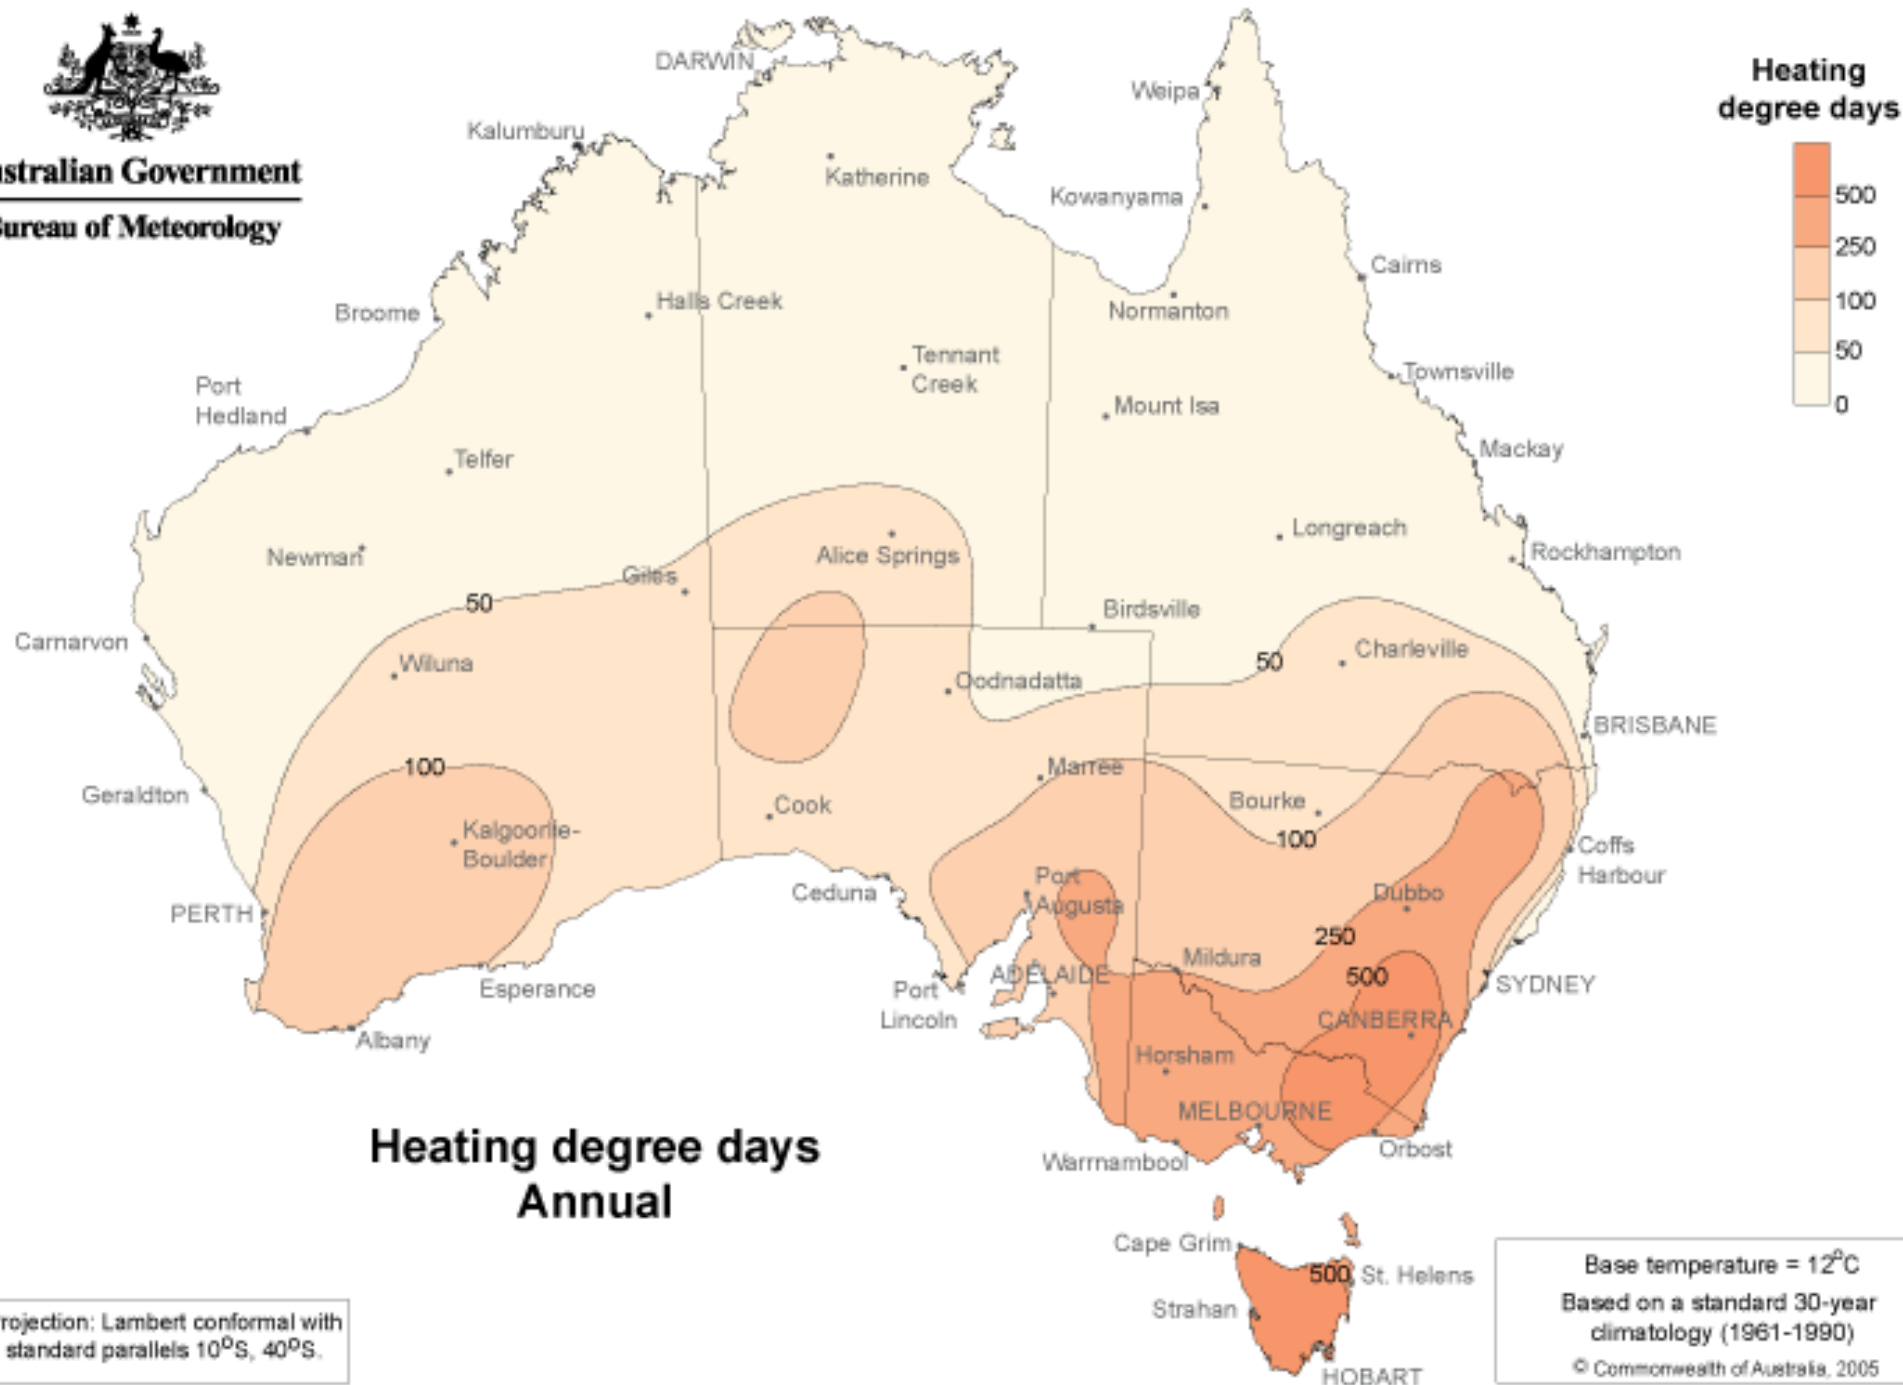 ustralian Government
ureau of Meteorology
DARWIN
Weipa
Kalumburu
Katherine
Kowanyama
Heating
degree days
500
250
100
50
0
Cairns
Broome
Halls Creek
Normanton
Tennant
Creek
Townsville
Port
Hedland
Mount Isa
Telfer
Mackay
Longreach
Newman
Alice Springs
Rockhampton
Giles
50
Birdsville
Carnarvon
Wiluna
Charleville
50
Oodnadatta
BRISBANE
100
Marree
Geraldton
Cook
Bourke
Kalgoorlie-
Boulder
100
Coffs
Harbour
Port
Augusta
Ceduna
Dubbo
PERTH
250
Mildura
500
ADELAIDE
SYDNEY
Esperance
Port
Lincoln
CANBERRA
Albany
Horsham
MELBOURNE
Heating degree days
Annual
Orbost
Warrnambool
Cape Grim
500
St. Helens
Strahan
HOBART
rojection: Lambert conformal with
standard parallels 10°S, 40°S.
Base temperature = 12°C
Based on a standard 30-year
climatology (1961-1990)
© Commonwealth of Australia, 2005